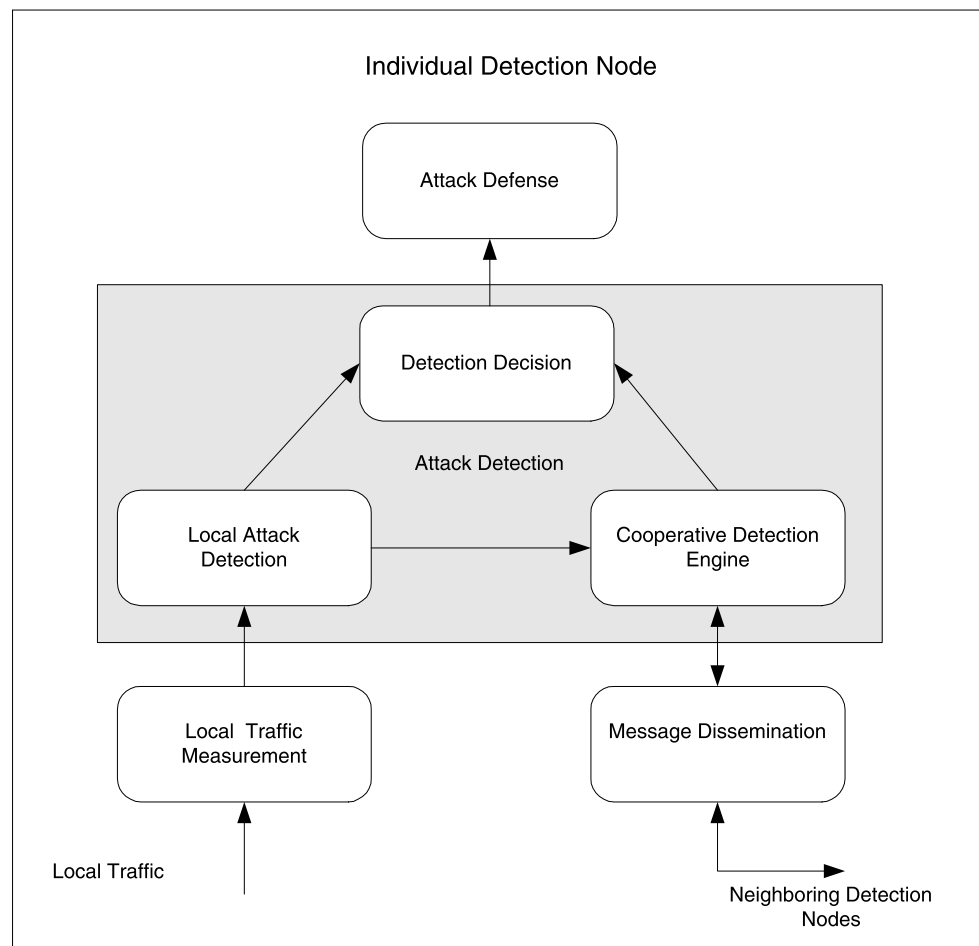 Individual Detection Node
Attack Defense
Detection Decision
Attack Detection
Local Attack
Detection
Cooperative Detection
Engine
Local Traffic
Measurement
Message Dissemination
Local Traffic
Neighboring Detection
Nodes